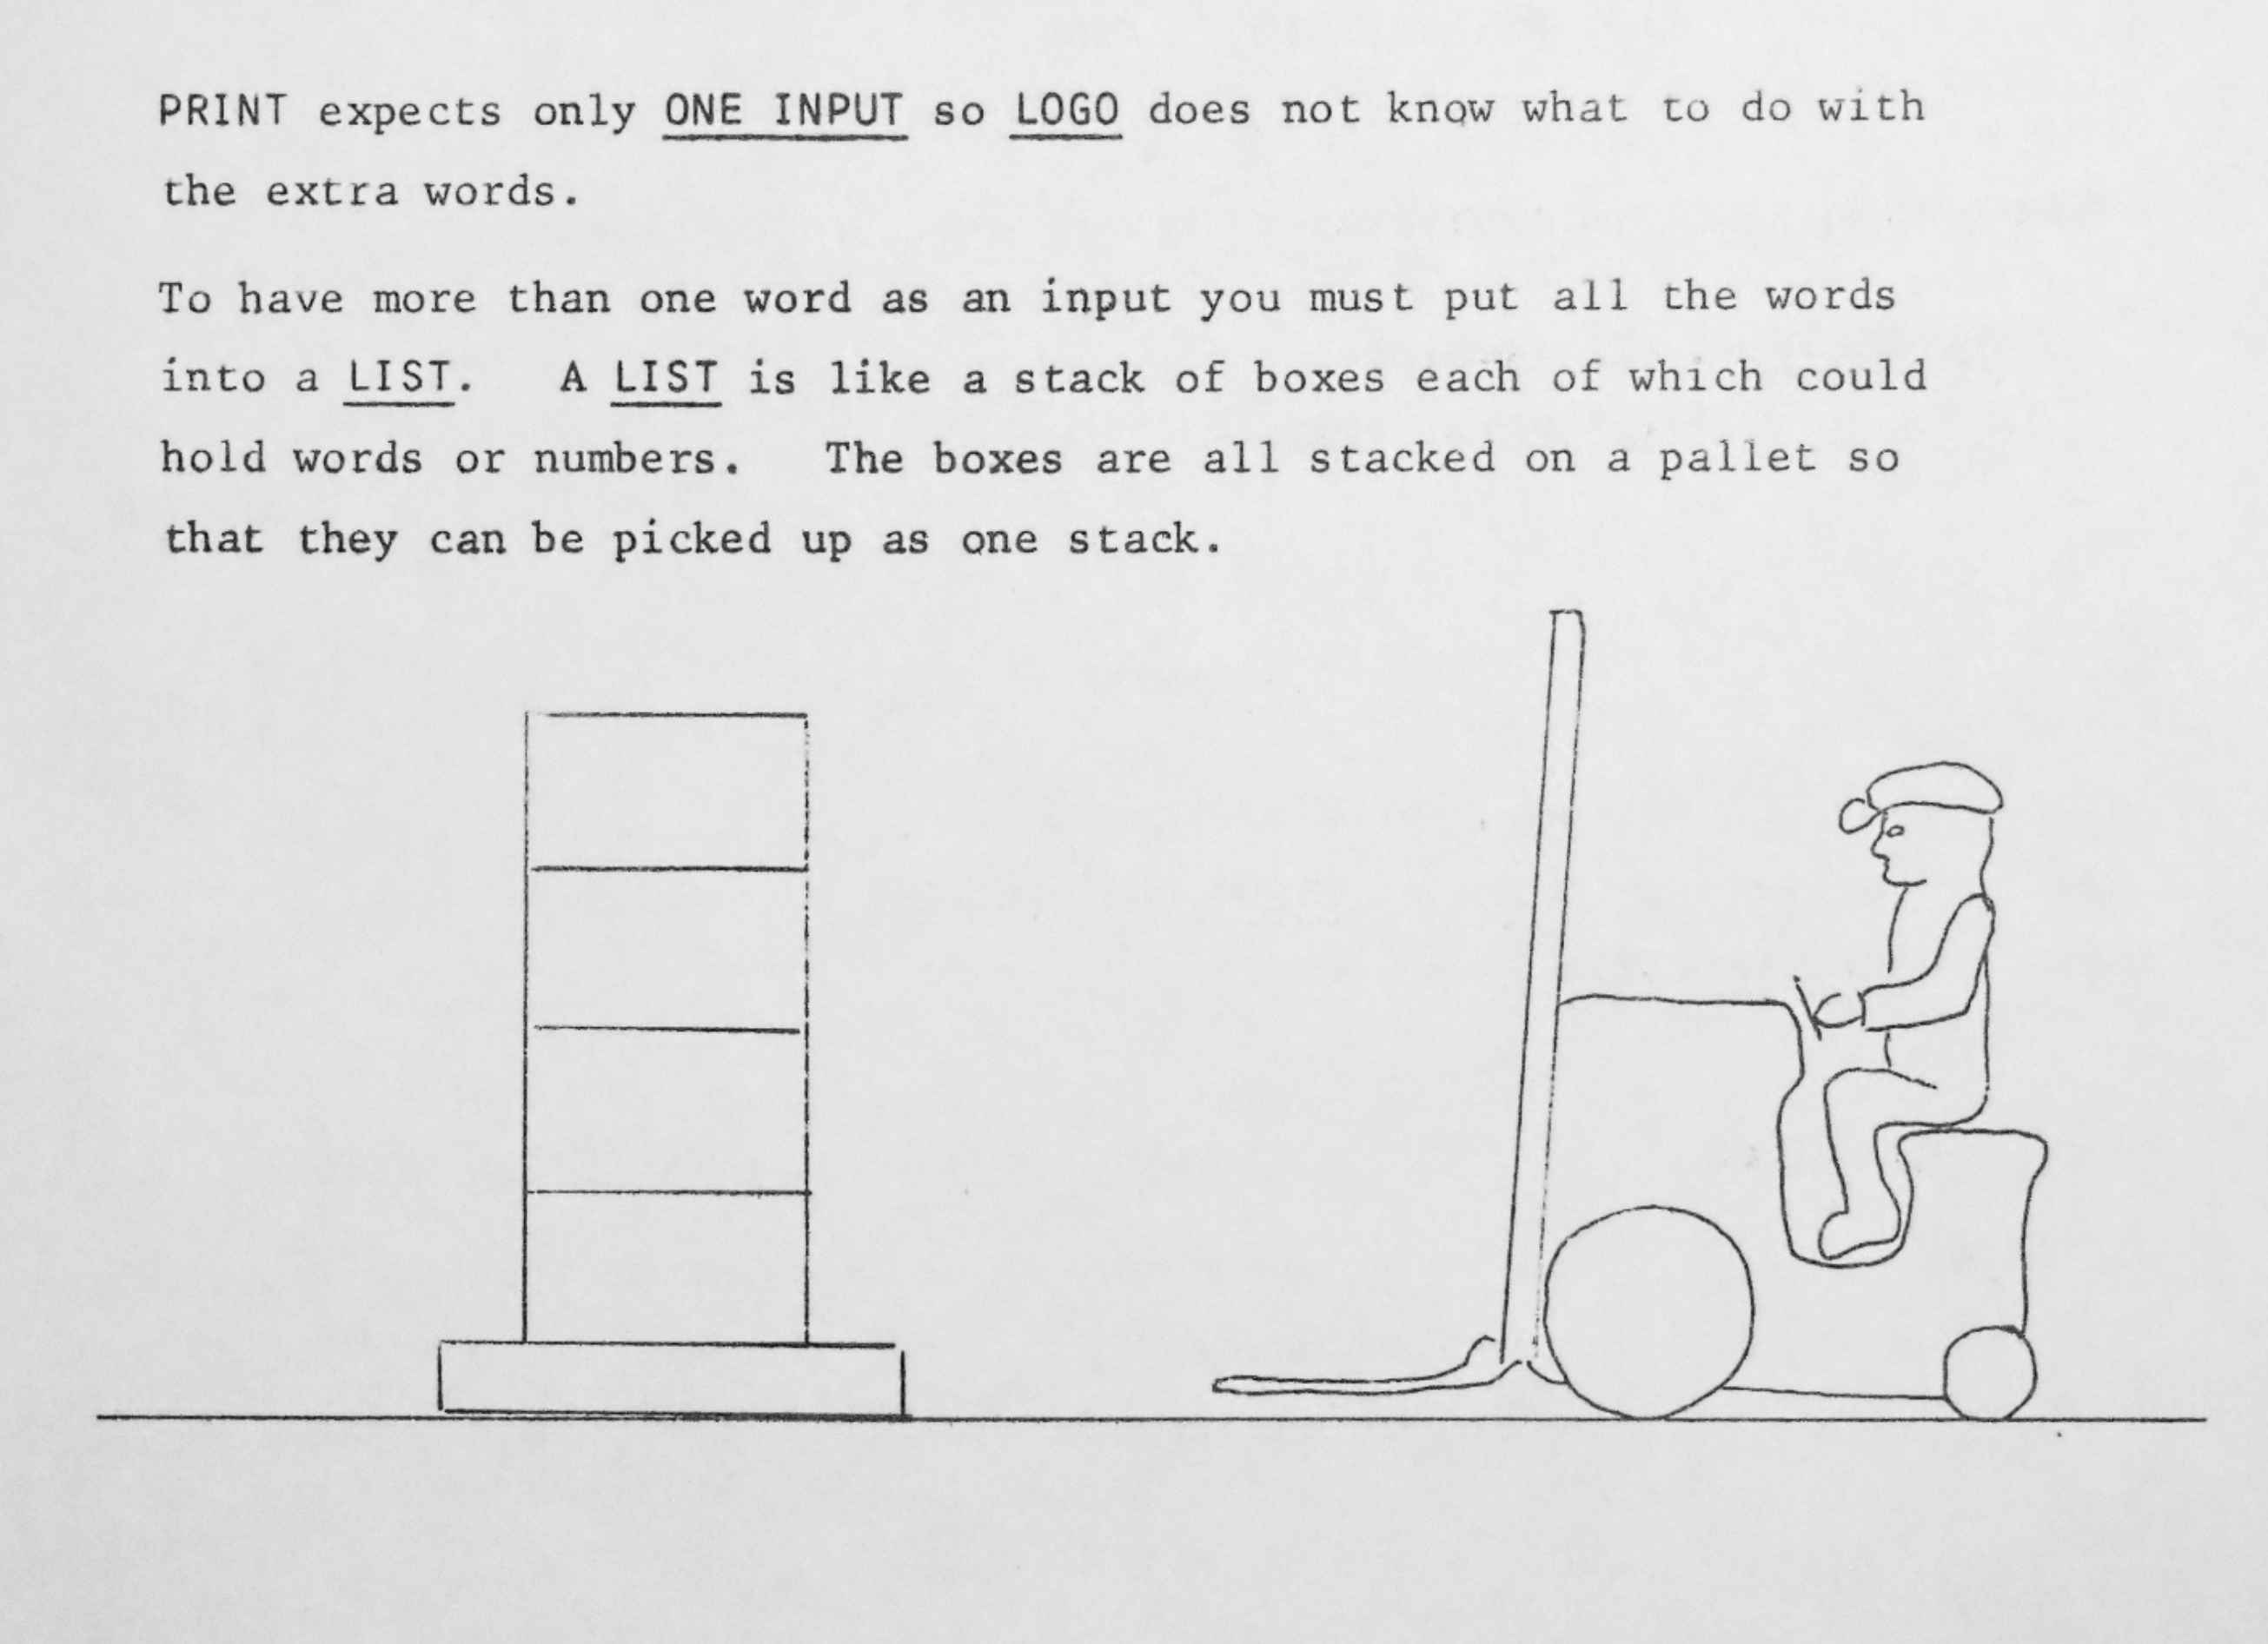 PRINT expects only ONE INPUT so LOGO does not know what to do with
the extra words.
To have more than one word as an input you must put all the words
into a LIST. A LIST is like a stack of boxes each of which could
hold words or numbers. The boxes are all stacked on a pallet so
that they can be picked up as one stack.